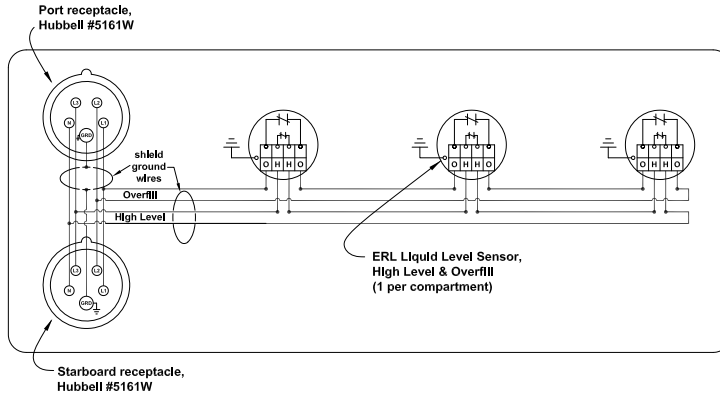 Port receptacle,
Hubbell #5161W
L3 L2
N L1
GRD
shield
ground
wires
Overfill
High Level
O H H O
O H H O
O H H O
ERL Liquid Level Sensor,
High Level & Overfill
(1 per compartment)
L3 L2
N L1
GRD
Starboard receptacle,
Hubbell #5161W